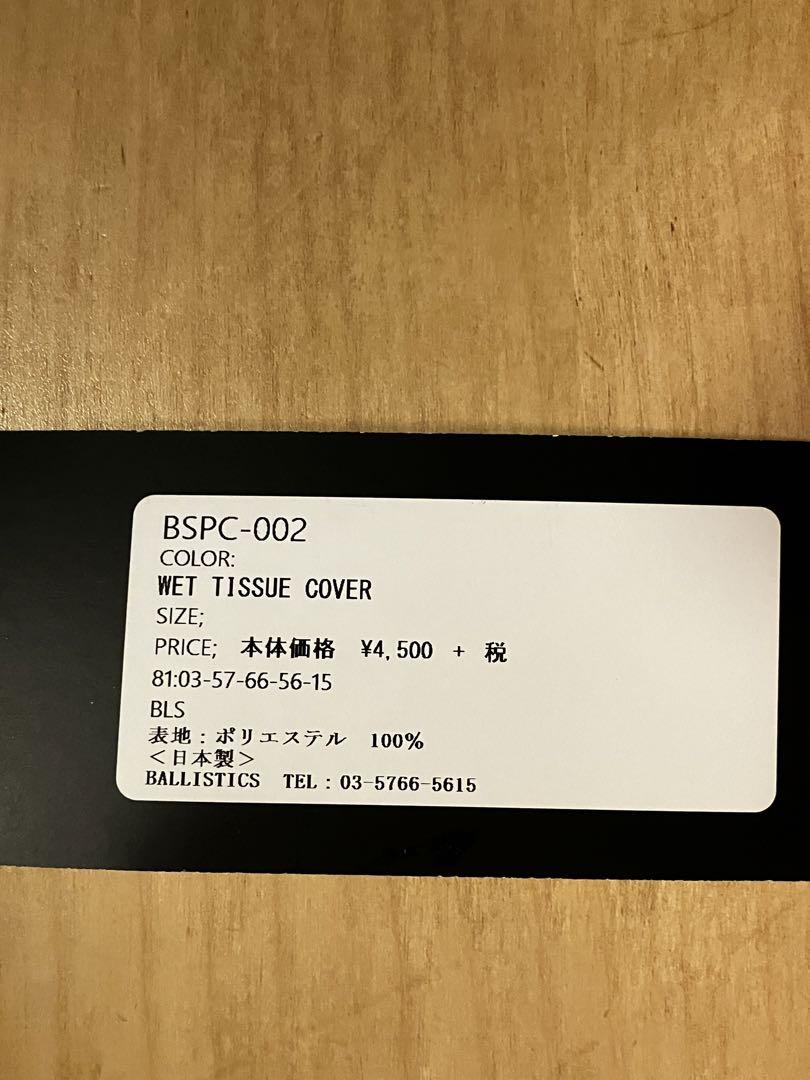 BSPC-002
COLOR:
WET TISSUE COVER
SIZE;
PRICE; 本体価格 ¥4,500 + 税
81:03-57-66-56-15
BLS
表地：ポリエステル 100%
＜日本製＞
BALLISTICS TEL：03-5766-5615